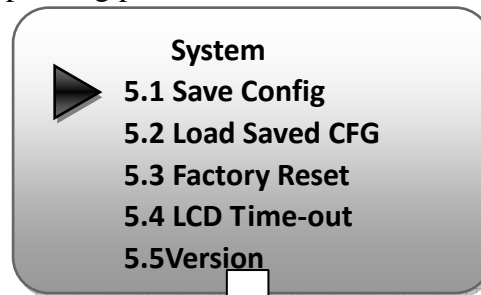 System
5.1 Save Config
5.2 Load Saved CFG
5.3 Factory Reset
5.4 LCD Time-out
5.5Version